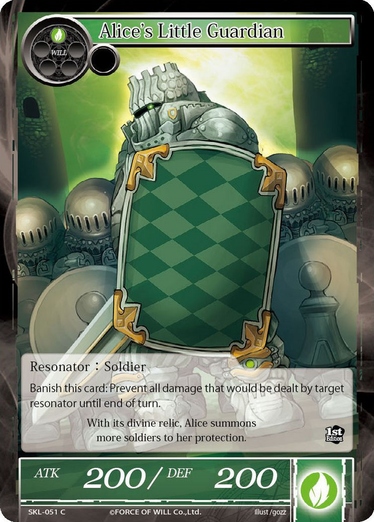 Alice's Little Guardian
WILL
Resonator : Soldier
Banish this card: Prevent all damage that would be dealt by target
resonator until end of turn.
With its divine relic, Alice summons
more soldiers to her protection.
1st
Edition
ATK 200 / DEF 200
SKL-051 C ©FORCE OF WILL Co.,Ltd. Illust /gozz